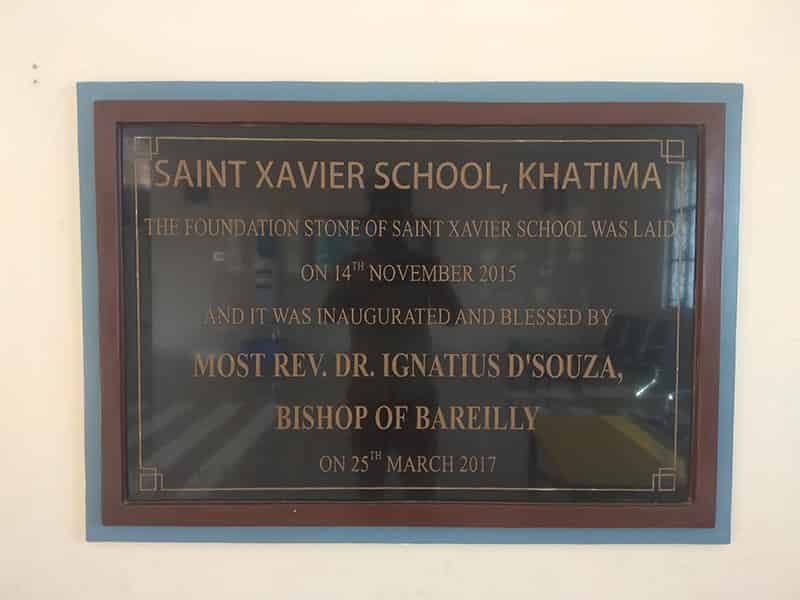 SAINT XAVIER SCHOOL, KHATIMA
THE FOUNDATION STONE OF SAINT XAVIER SCHOOL WAS LAID
ON 14TH NOVEMBER 2015
AND IT WAS INAUGURATED AND BLESSED BY
MOST REV. DR. IGNATIUS D'SOUZA,
BISHOP OF BAREILLY
ON 25TH MARCH 2017